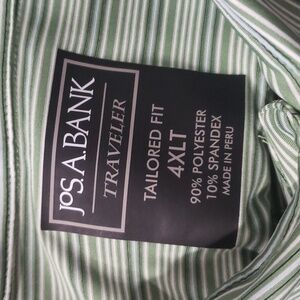 JOS. A. BANK
TRAVELER
TAILORED FIT
4XLT
90% POLYESTER
10% SPANDEX
MADE IN PERU